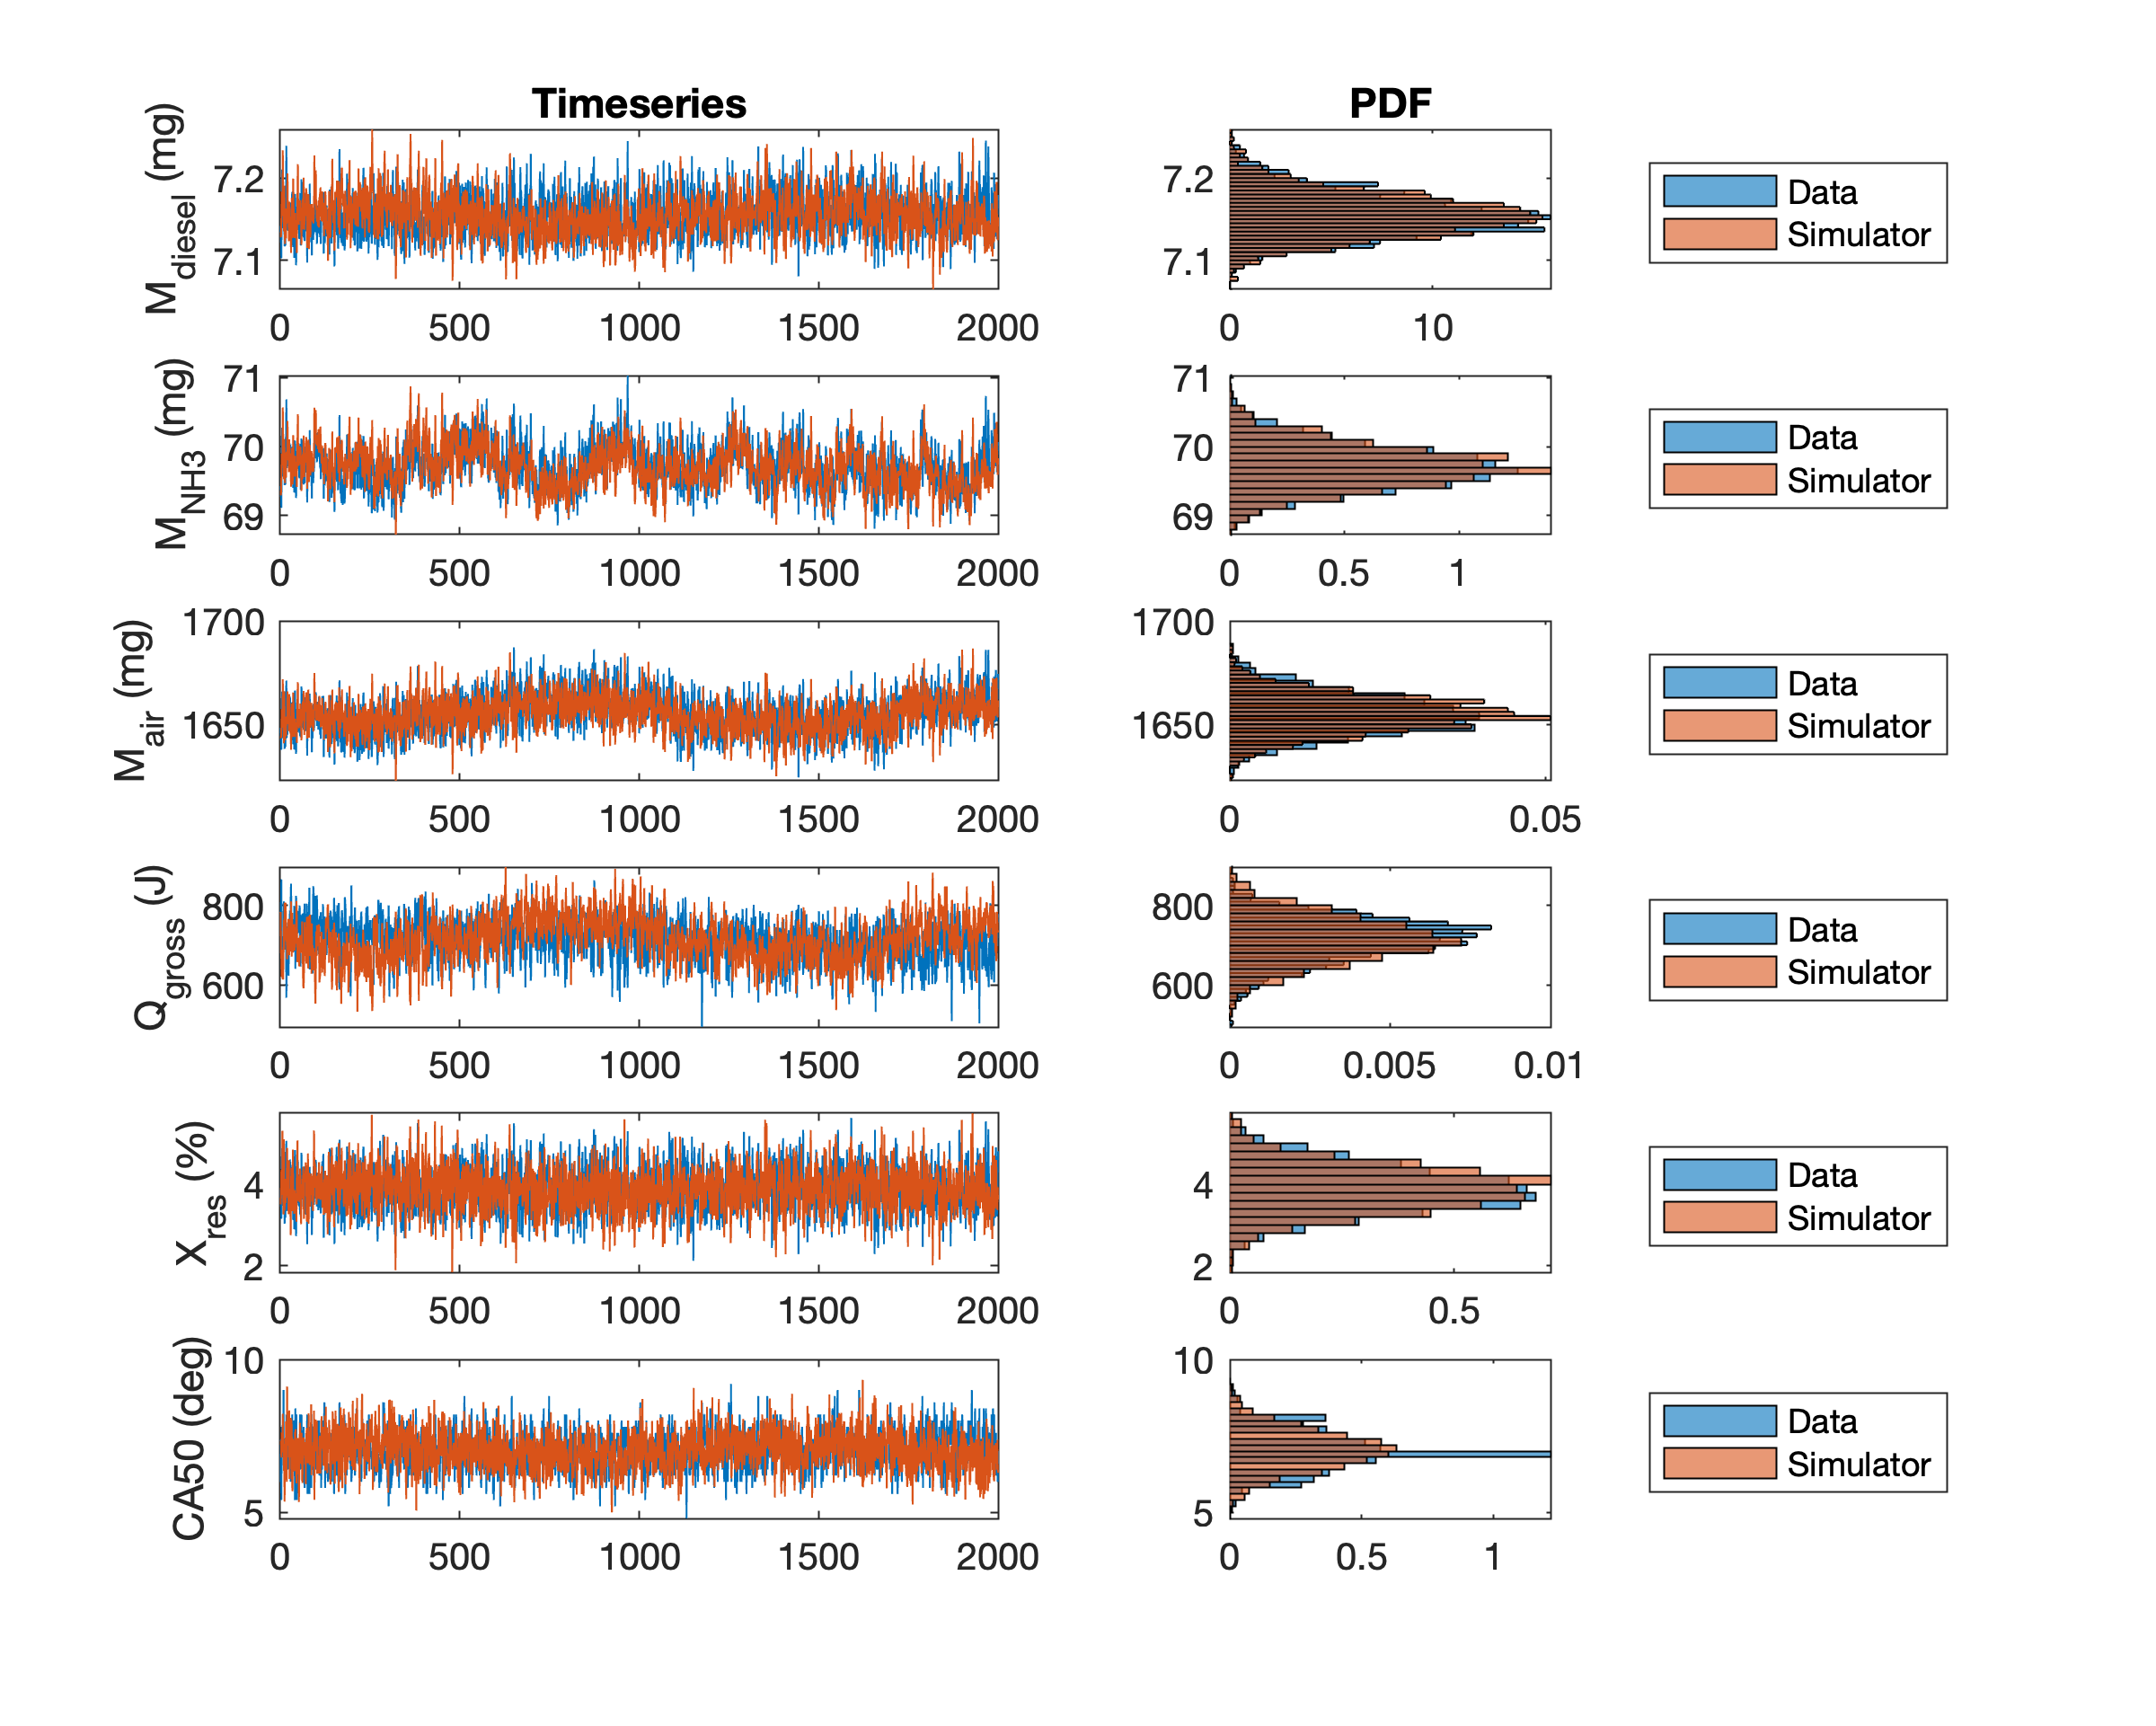 Timeseries PDF
M_diesel (mg)
7.2
7.1
0 500 1000 1500 2000
7.2
7.1
0 10
Data
Simulator
M_NH3 (mg)
71
70
69
0 500 1000 1500 2000
71
70
69
0 0.5 1
Data
Simulator
M_air (mg)
1700
1650
0 500 1000 1500 2000
1700
1650
0 0.05
Data
Simulator
Q_gross (J)
800
600
0 500 1000 1500 2000
800
600
0 0.005 0.01
Data
Simulator
X_res (%)
4
2
0 500 1000 1500 2000
4
2
0 0.5
Data
Simulator
CA50 (deg)
10
5
0 500 1000 1500 2000
10
5
0 0.5 1
Data
Simulator